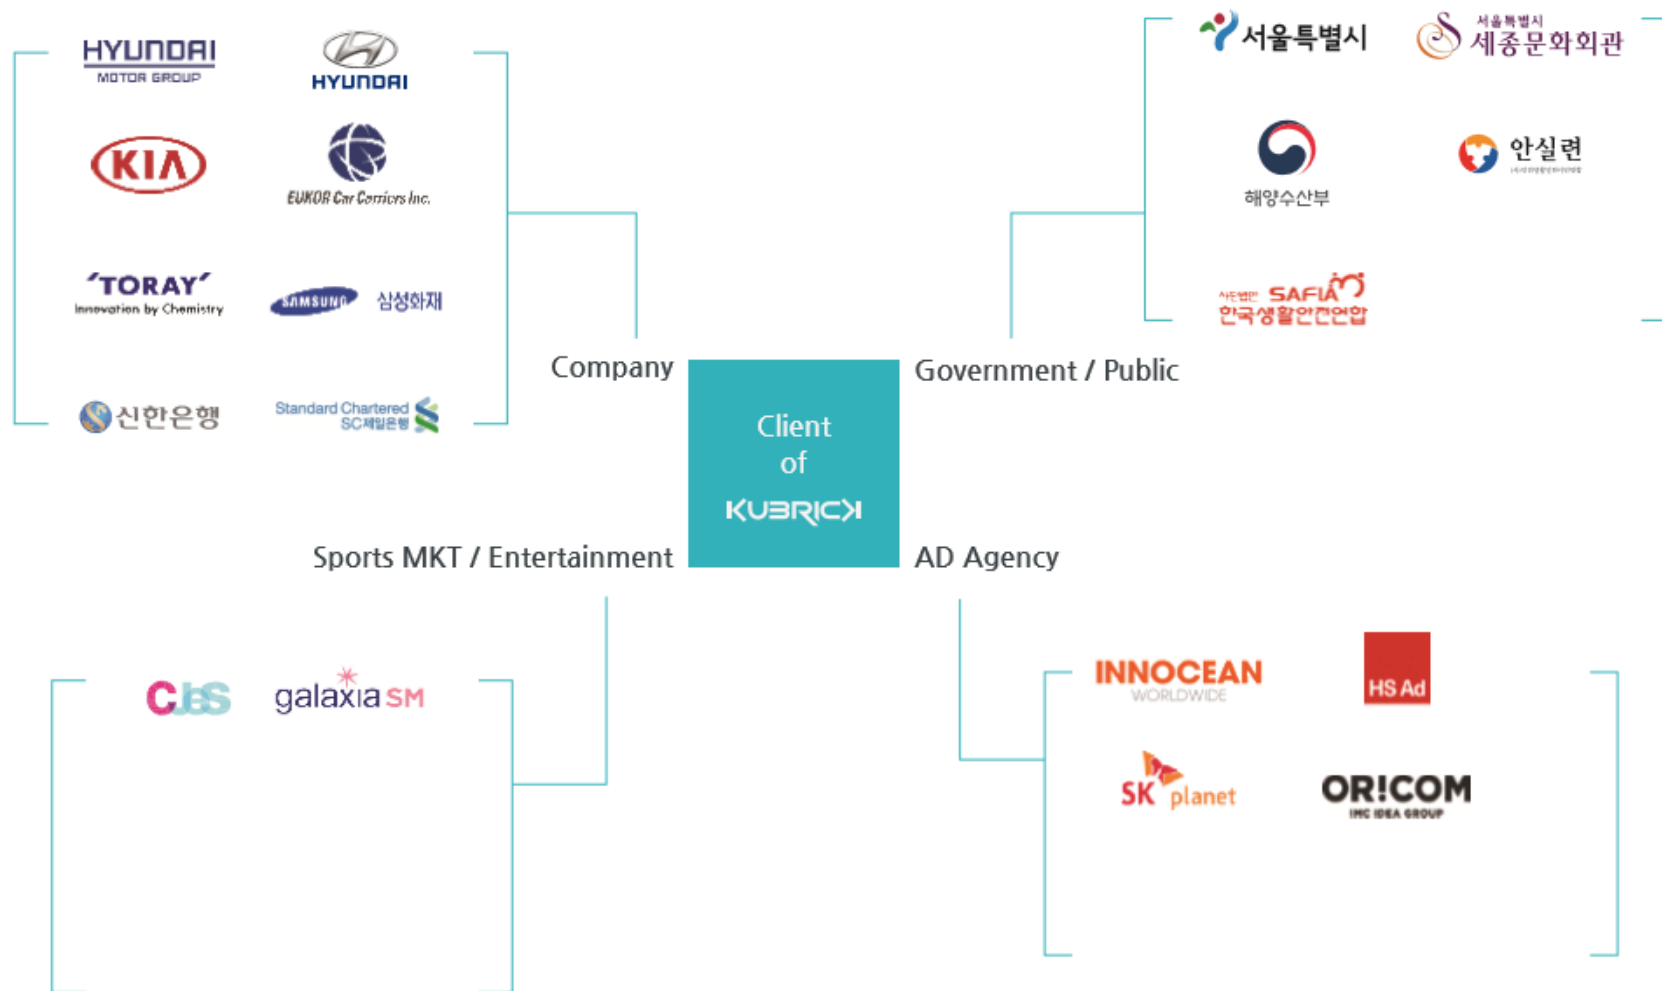 HYUNDAI
MOTOR GROUP
HYUNDAI
KIA
EUKOR Car Carriers Inc.
'TORAY'
Innovation by Chemistry
SAMSUNG 삼성화재
신한은행
Standard Chartered
SC제일은행
Company
서울특별시
서울특별시
세종문화회관
해양수산부
안실련
사단법인 SAFIA
한국생활안전연합
Government / Public
Client
of
KUBRICK
Sports MKT / Entertainment
CJeS
galaxia SM
AD Agency
INNOCEAN
WORLDWIDE
HS Ad
SK planet
OR!COM
IMC IDEA GROUP